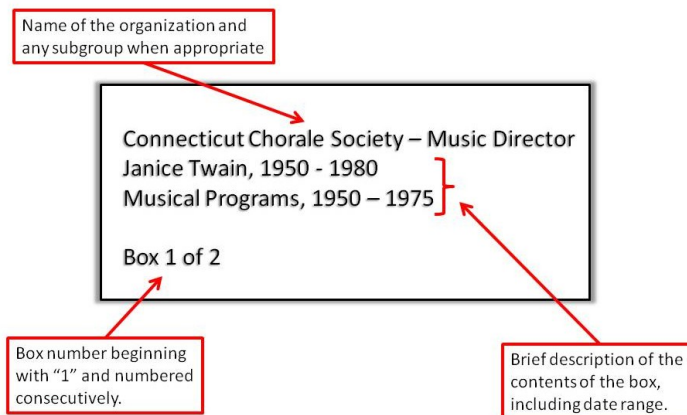 Name of the organization and
any subgroup when appropriate
Connecticut Chorale Society – Music Director
Janice Twain, 1950 - 1980
Musical Programs, 1950 – 1975
Box 1 of 2
Box number beginning
with “1” and numbered
consecutively.
Brief description of the
contents of the box,
including date range.